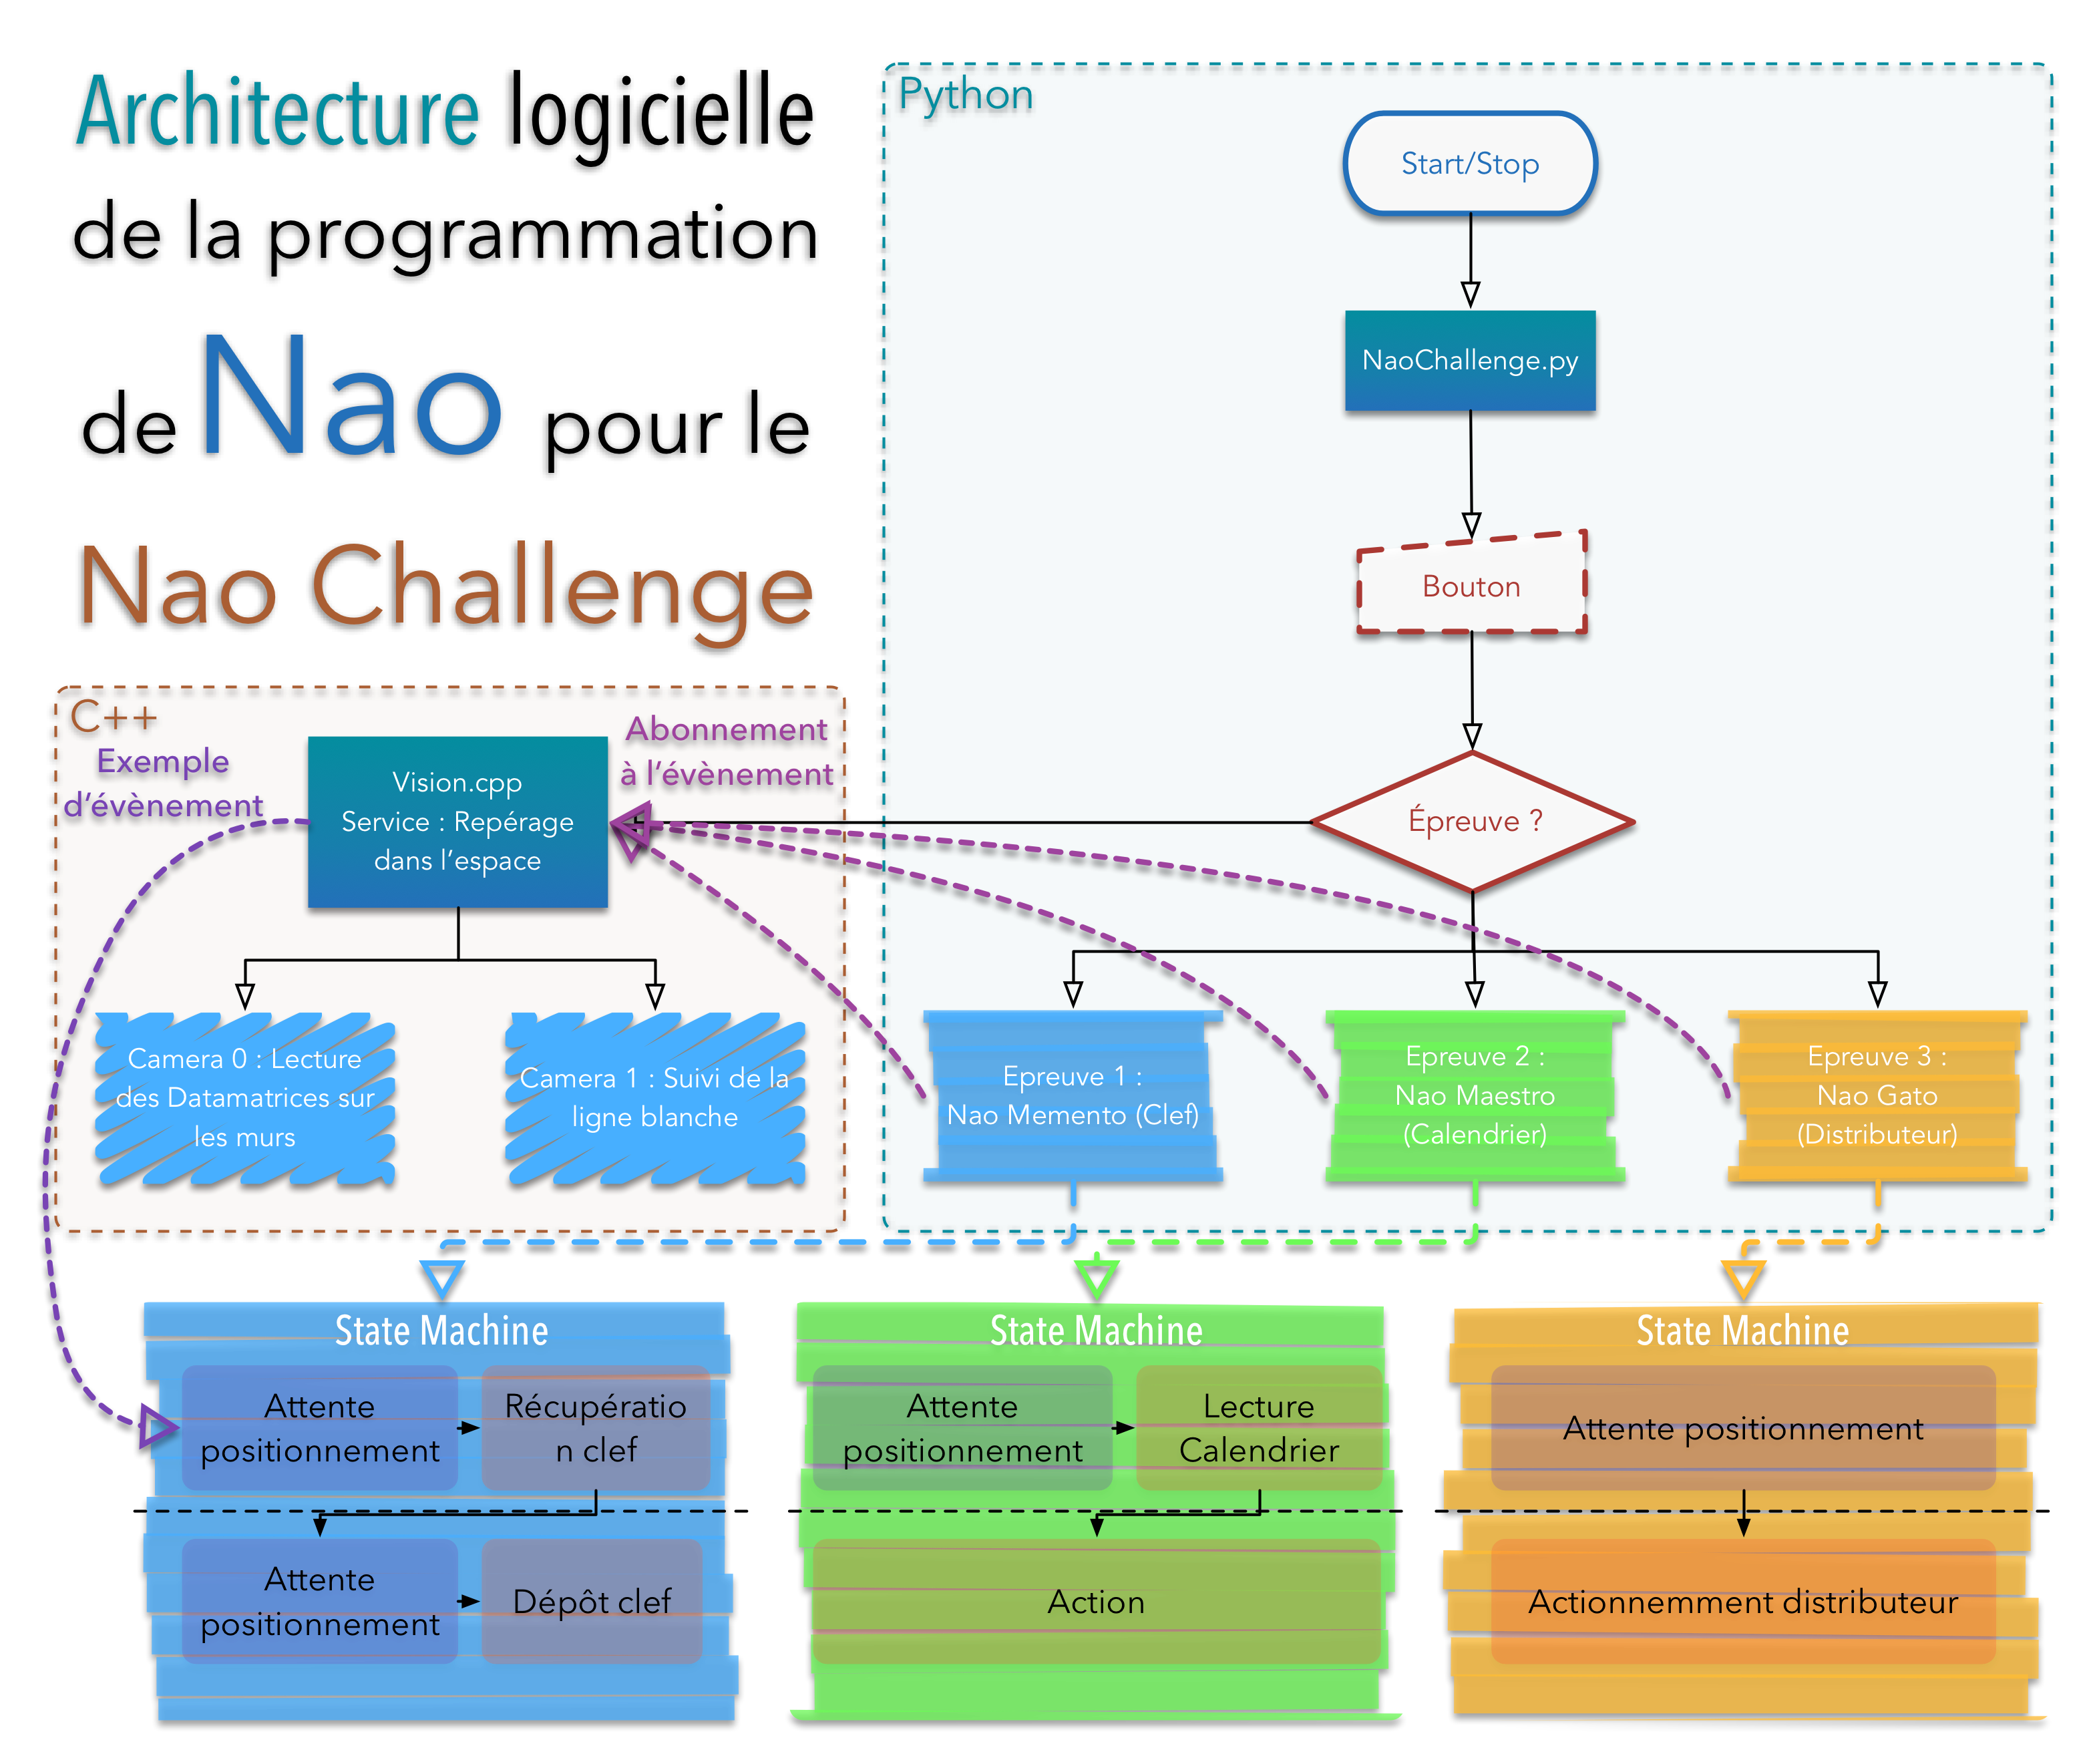 Architecture logicielle
de la programmation
de Nao pour le
Nao Challenge
Python
Start/Stop
NaoChallenge.py
Bouton
Épreuve ?
C++
Exemple
d'évènement
Vision.cpp
Service : Repérage
dans l'espace
Abonnement
à l'évènement
Camera 0 : Lecture
des Datamatrices sur
les murs
Camera 1 : Suivi de la
ligne blanche
Epreuve 1 :
Nao Memento (Clef)
Epreuve 2 :
Nao Maestro
(Calendrier)
Epreuve 3 :
Nao Gato
(Distributeur)
State Machine
Attente
positionnement
Récupératio
n clef
Attente
positionnement
Dépôt clef
State Machine
Attente
positionnement
Lecture
Calendrier
Action
State Machine
Attente positionnement
Actionnemment distributeur